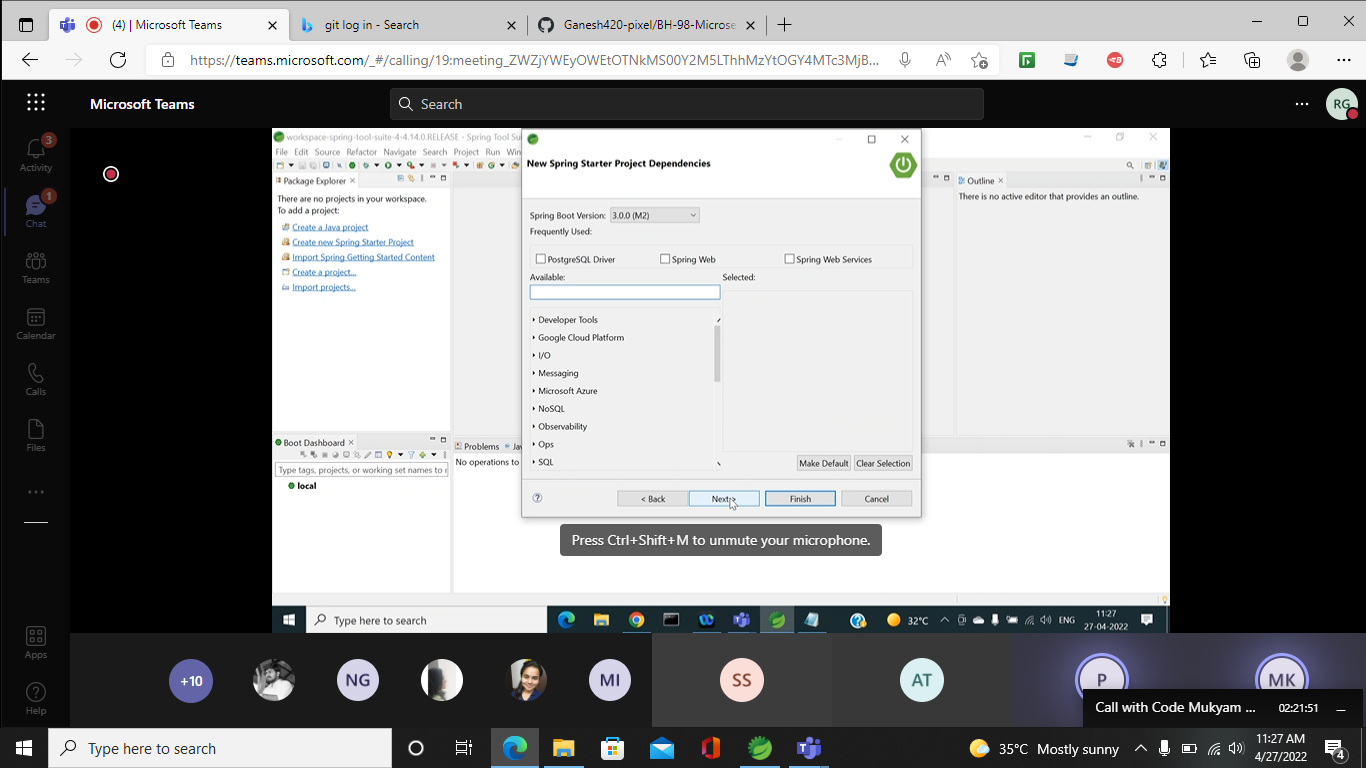 (4) | Microsoft Teams
git log in - Search
Ganesh420-pixel/BH-98-Microse
https://teams.microsoft.com/_#/calling/19:meeting_ZWZjYWEyOWEtOTNkMS00Y2M5LThhMzYtOGY4MTc3MjB...
Microsoft Teams
Search
RG
Activity
3
Chat
1
Teams
Calendar
Calls
Files
Apps
Help
workspace-spring-tool-suite-4-4.14.0.RELEASE - Spring Tool Su
File Edit Source Refactor Navigate Search Project Run Win
Package Explorer
There are no projects in your workspace.
To add a project:
Create a Java project
Create new Spring Starter Project
Import Spring Getting Started Content
Create a project...
Import projects...
Boot Dashboard
Type tags, projects, or working set names to
local
Problems
No operations to
Outline
There is no active editor that provides an outline.
New Spring Starter Project Dependencies
Spring Boot Version: 3.0.0 (M2)
Frequently Used:
PostgreSQL Driver Spring Web Spring Web Services
Available: Selected:
Developer Tools
Google Cloud Platform
I/O
Messaging
Microsoft Azure
NoSQL
Observability
Ops
SQL
Make Default Clear Selection
< Back Next > Finish Cancel
Press Ctrl+Shift+M to unmute your microphone.
Type here to search
32°C
ENG
11:27
27-04-2022
+10
NG
MI
SS
AT
P
MK
Call with Code Mukyam ... 02:21:51
Type here to search
35°C Mostly sunny
11:27 AM
4/27/2022
4